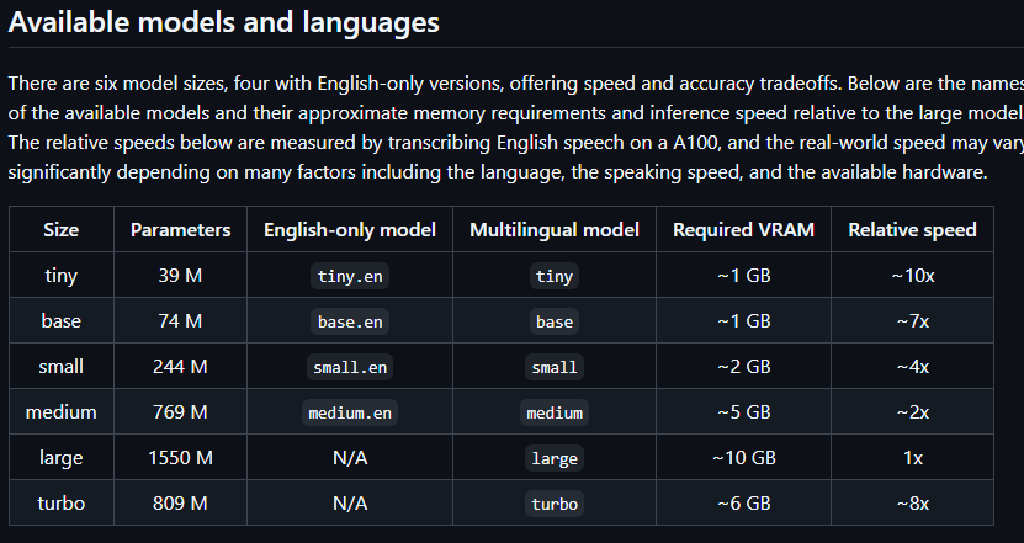 Available models and languages
There are six model sizes, four with English-only versions, offering speed and accuracy tradeoffs. Below are the names
of the available models and their approximate memory requirements and inference speed relative to the large model
The relative speeds below are measured by transcribing English speech on a A100, and the real-world speed may vary
significantly depending on many factors including the language, the speaking speed, and the available hardware.
Size Parameters English-only model Multilingual model Required VRAM Relative speed
tiny 39 M tiny.en tiny ~1 GB ~10x
base 74 M base.en base ~1 GB ~7x
small 244 M small.en small ~2 GB ~4x
medium 769 M medium.en medium ~5 GB ~2x
large 1550 M N/A large ~10 GB 1x
turbo 809 M N/A turbo ~6 GB ~8x